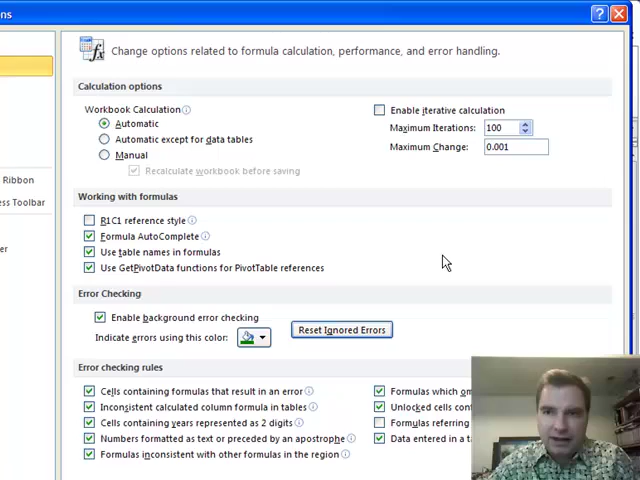 ns
Change options related to formula calculation, performance, and error handling.
Calculation options
Workbook Calculation
Automatic
Automatic except for data tables
Manual
Recalculate workbook before saving
Enable iterative calculation
Maximum Iterations: 100
Maximum Change: 0.001
Ribbon
ess Toolbar
er
Working with formulas
R1C1 reference style
Formula AutoComplete
Use table names in formulas
Use GetPivotData functions for PivotTable references
Error Checking
Enable background error checking
Indicate errors using this color:
Reset Ignored Errors
Error checking rules
Cells containing formulas that result in an error
Inconsistent calculated column formula in tables
Cells containing years represented as 2 digits
Numbers formatted as text or preceded by an apostrophe
Formulas inconsistent with other formulas in the region
Formulas which om
Unlocked cells cont
Formulas referring
Data entered in a ta